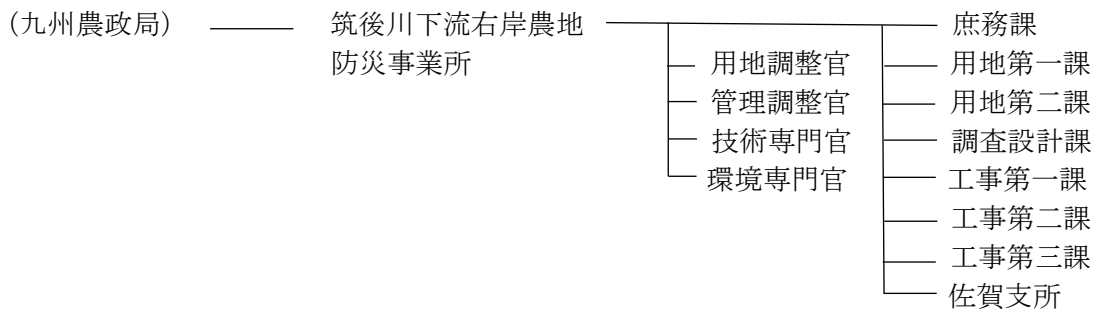 (九州農政局) 筑後川下流右岸農地 庶務課
防災事業所 用地調整官 用地第一課
管理調整官 用地第二課
技術専門官 調査設計課
環境専門官 工事第一課
工事第二課
工事第三課
佐賀支所